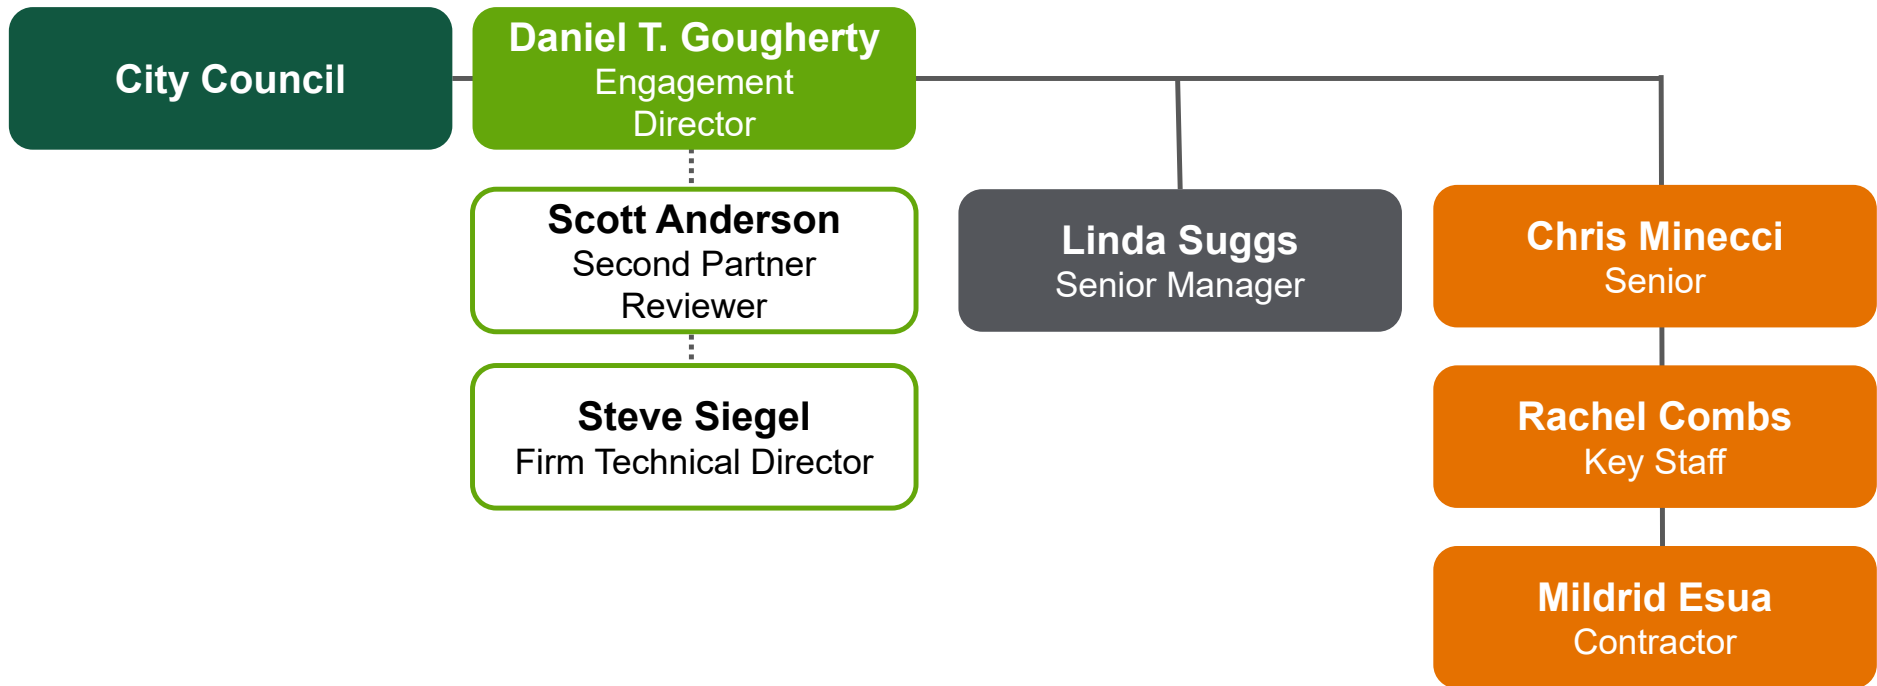 City Council
Daniel T. Gougherty
Engagement
Director
Scott Anderson
Second Partner
Reviewer
Steve Siegel
Firm Technical Director
Linda Suggs
Senior Manager
Chris Minecci
Senior
Rachel Combs
Key Staff
Mildrid Esua
Contractor